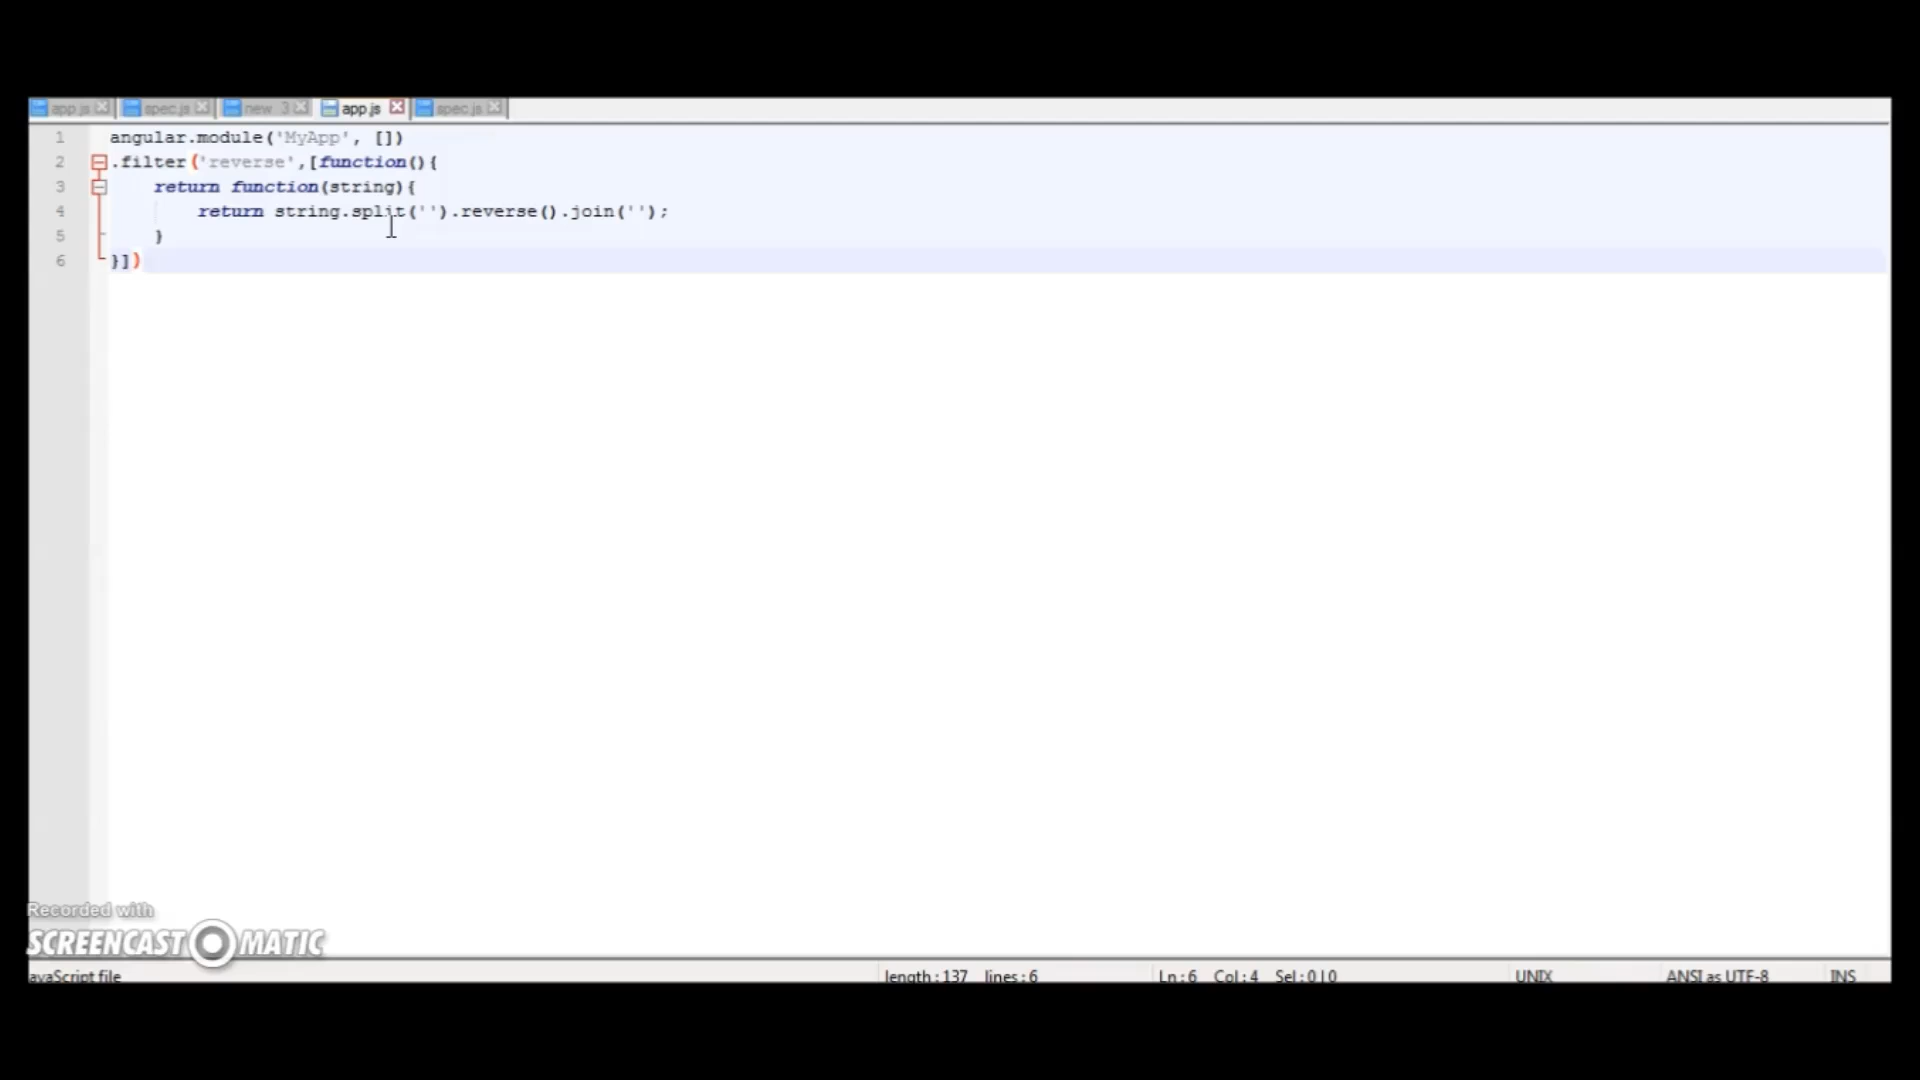 app.js spec.js new 3 app.js spec.js
1 angular.module('MyApp', [])
2 .filter('reverse',[function(){
3 return function(string){
4 return string.split('').reverse().join('');
5 }
6 }])
Recorded with
SCREENCAST MATIC
avaScript file length : 137 lines : 6 Ln : 6 Col : 4 Sel : 0 | 0 UNIX ANSI as UTF-8 INS